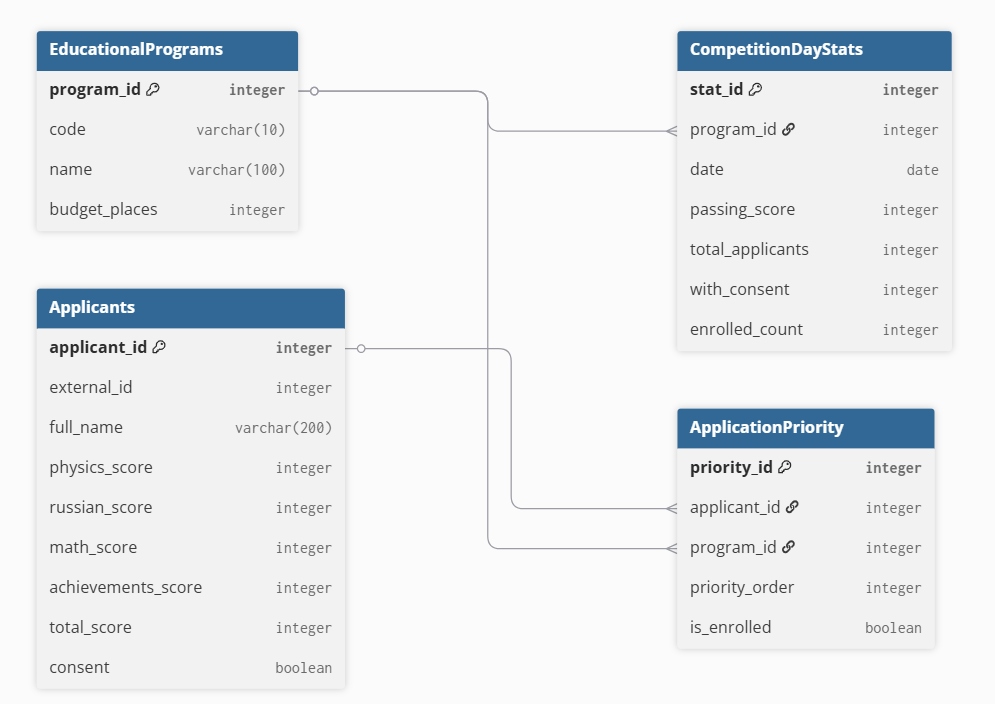 EducationalPrograms
program_id integer
code varchar(10)
name varchar(100)
budget_places integer
CompetitionDayStats
stat_id integer
program_id integer
date date
passing_score integer
total_applicants integer
with_consent integer
enrolled_count integer
Applicants
applicant_id integer
external_id integer
full_name varchar(200)
physics_score integer
russian_score integer
math_score integer
achievements_score integer
total_score integer
consent boolean
ApplicationPriority
priority_id integer
applicant_id integer
program_id integer
priority_order integer
is_enrolled boolean